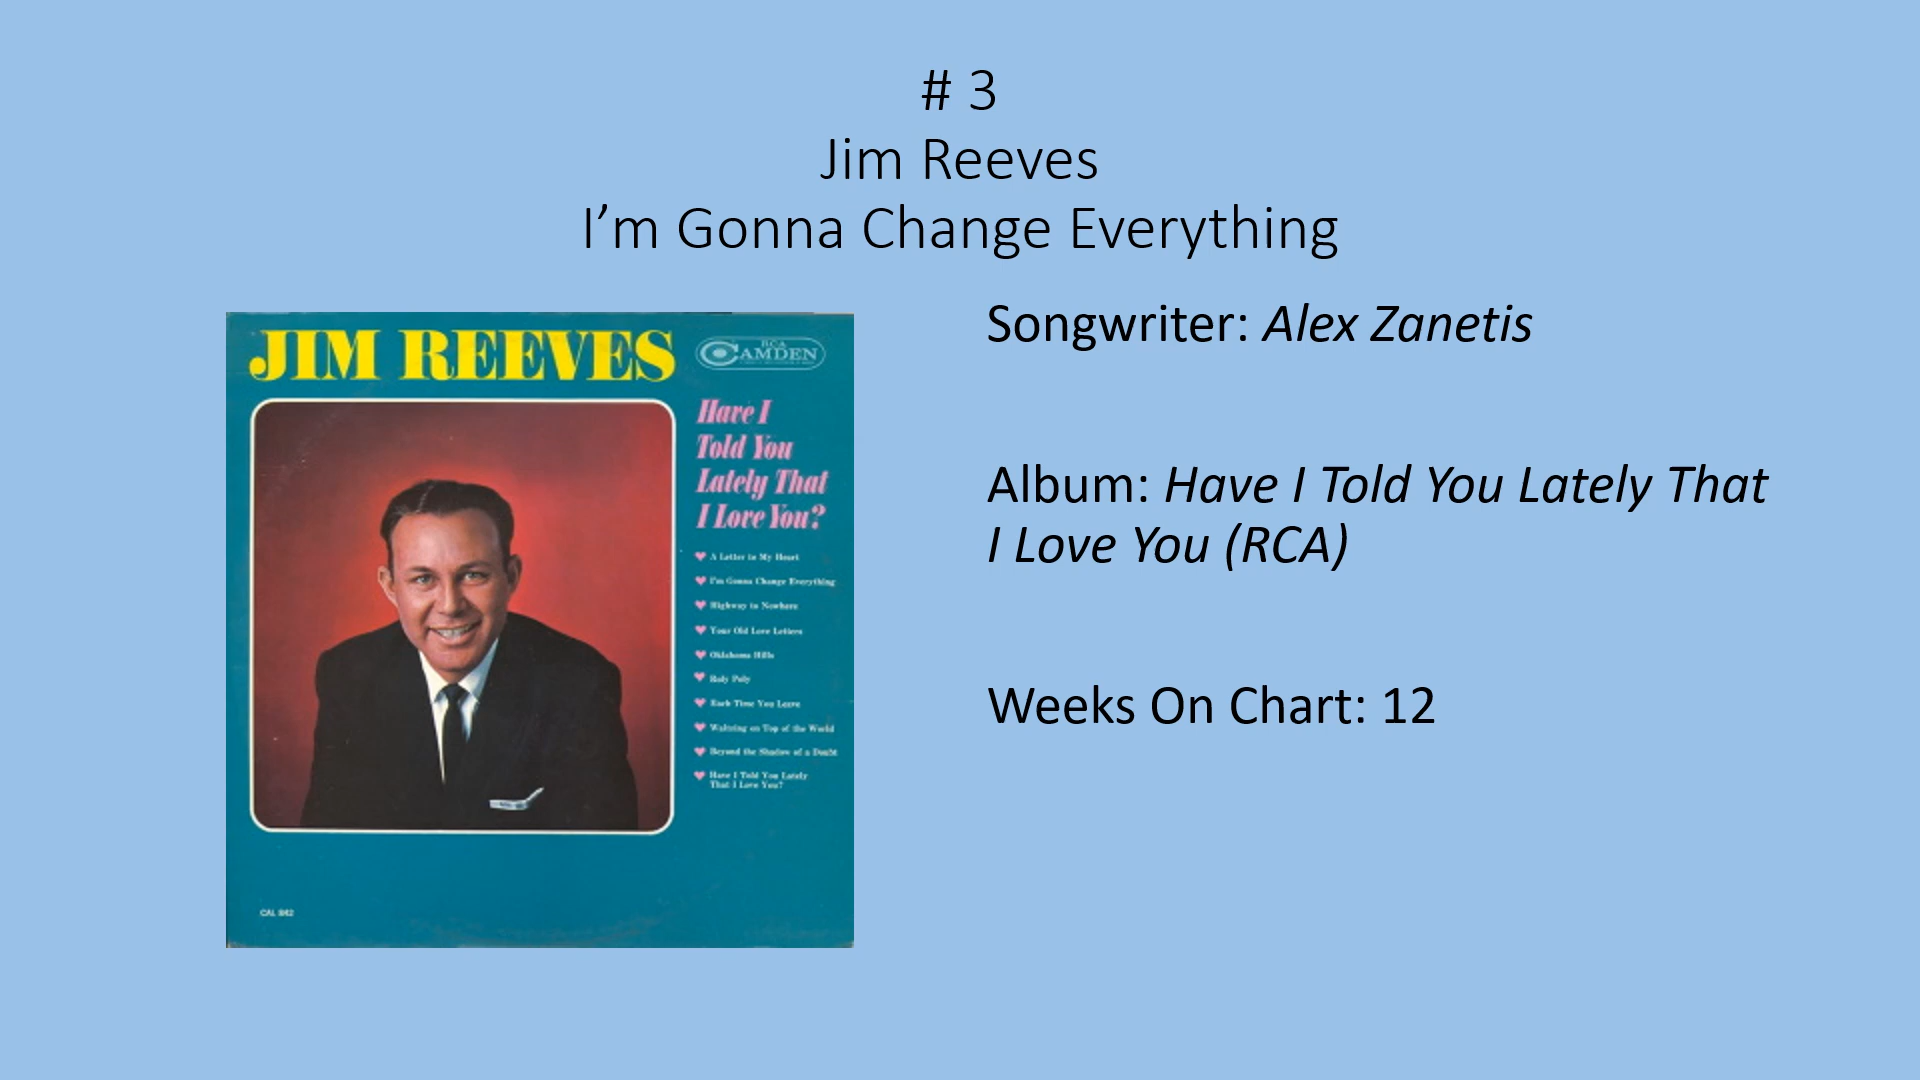 # 3
Jim Reeves
I’m Gonna Change Everything
JIM REEVES
RCA
CAMDEN
Have I
Told You
Lately That
I Love You?
A Letter to My Heart
I'm Gonna Change Everything
Highway to Nowhere
Your Old Love Letters
Oklahoma Hills
Roly Poly
Each Time You Leave
Waltzing on Top of the World
Beyond the Shadow of a Doubt
Have I Told You Lately
That I Love You?
CAL 842
Songwriter: Alex Zanetis
Album: Have I Told You Lately That
I Love You (RCA)
Weeks On Chart: 12